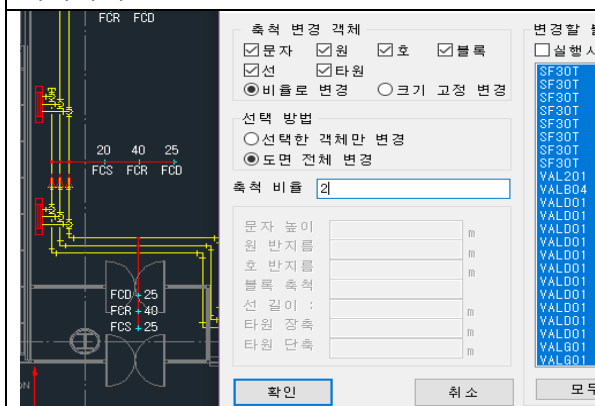 FCR FCD
20 40 25
FCS FCR FCD
FCD 25
FCR 40
FCS 25
축척 변경 객체
문자 원 호 블록
선 타원
비율로 변경 크기 고정 변경
선택 방법
선택한 객체만 변경
도면 전체 변경
축척 비율 2
문자 높이 m
원 반지름 m
호 반지름 m
블록 축척
선 길이 : m
타원 장축 m
타원 단축 m
확인 취소
변경할
실행
SF30T
SF30T
SF30T
SF30T
SF30T
SF30T
SF30T
SF30T
VAL201
VALB04
VALD01
VALD01
VALD01
VALD01
VALD01
VALD01
VALD01
VALD01
VALD01
VALD01
VALD01
VALG01
VALG01